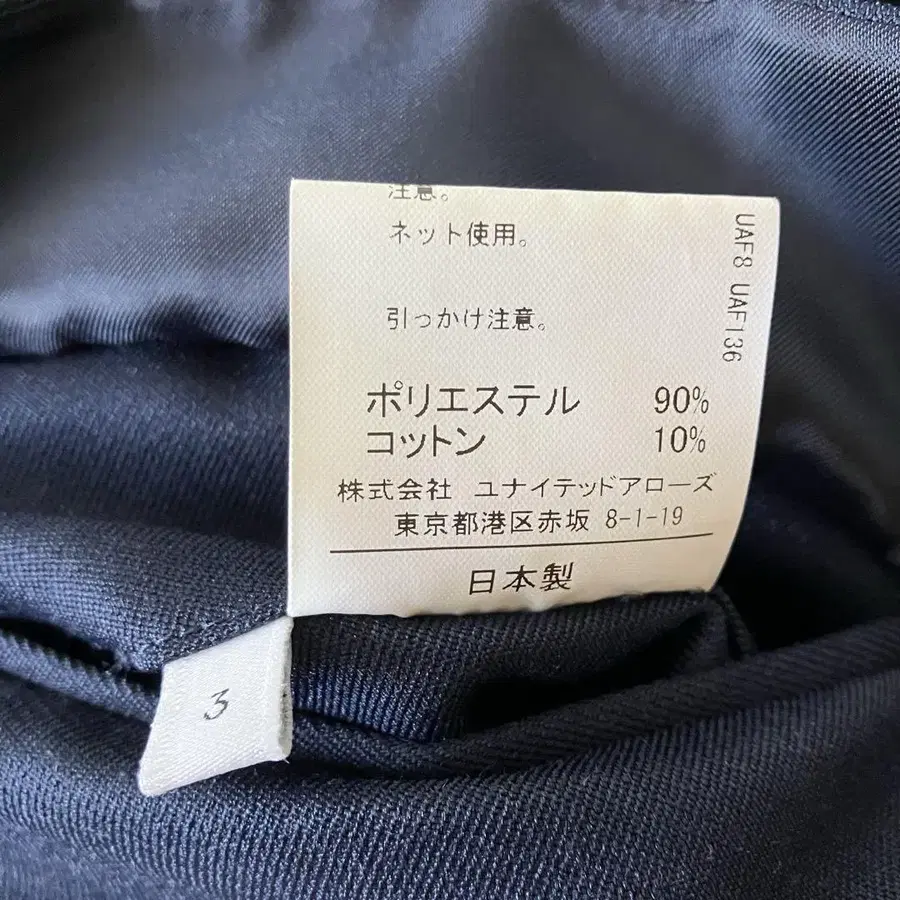 注意。
ネット使用。
引っかけ注意。
ポリエステル 90%
コットン 10%
株式会社 ユナイテッドアローズ
東京都港区赤坂 8-1-19
日本製
UAF8 UAF136
3